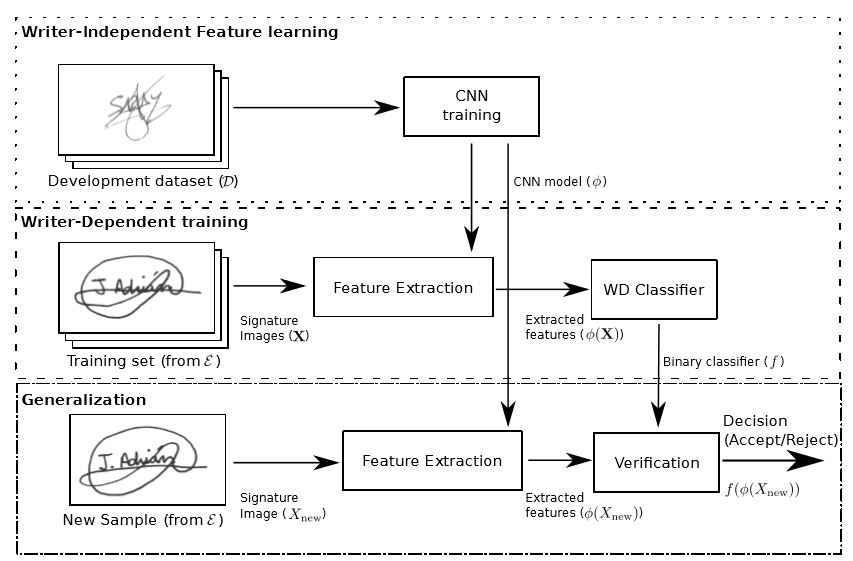 Writer-Independent Feature learning
CNN
training
Development dataset (𝒟)
CNN model (ϕ)
Writer-Dependent training
J. Adrián
Feature Extraction
WD Classifier
Signature
Images (X)
Extracted
features (ϕ(X))
Training set (from ℰ)
Binary classifier (f)
Generalization
J. Adrián
Feature Extraction
Verification
Decision
(Accept/Reject)
f(ϕ(X_new))
Signature
Image (X_new)
Extracted
features (ϕ(X_new))
New Sample (from ℰ)